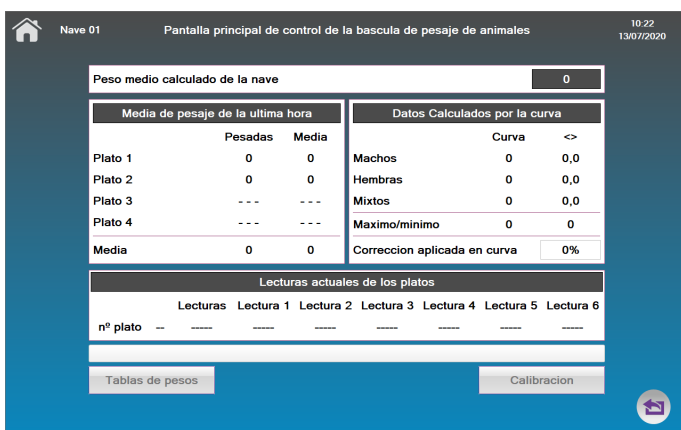 Nave 01 Pantalla principal de control de la bascula de pesaje de animales 10:22
13/07/2020
Peso medio calculado de la nave 0
Media de pesaje de la ultima hora
Pesadas Media
Plato 1 0 0
Plato 2 0 0
Plato 3 - - - - - -
Plato 4 - - - - - -
Media 0 0
Datos Calculados por la curva
Curva <>
Machos 0 0,0
Hembras 0 0,0
Mixtos 0 0,0
Maximo/minimo 0 0
Correccion aplicada en curva 0%
Lecturas actuales de los platos
Lecturas Lectura 1 Lectura 2 Lectura 3 Lectura 4 Lectura 5 Lectura 6
nº plato -- ----- ----- ----- ----- ----- ----- -----
Tablas de pesos Calibracion